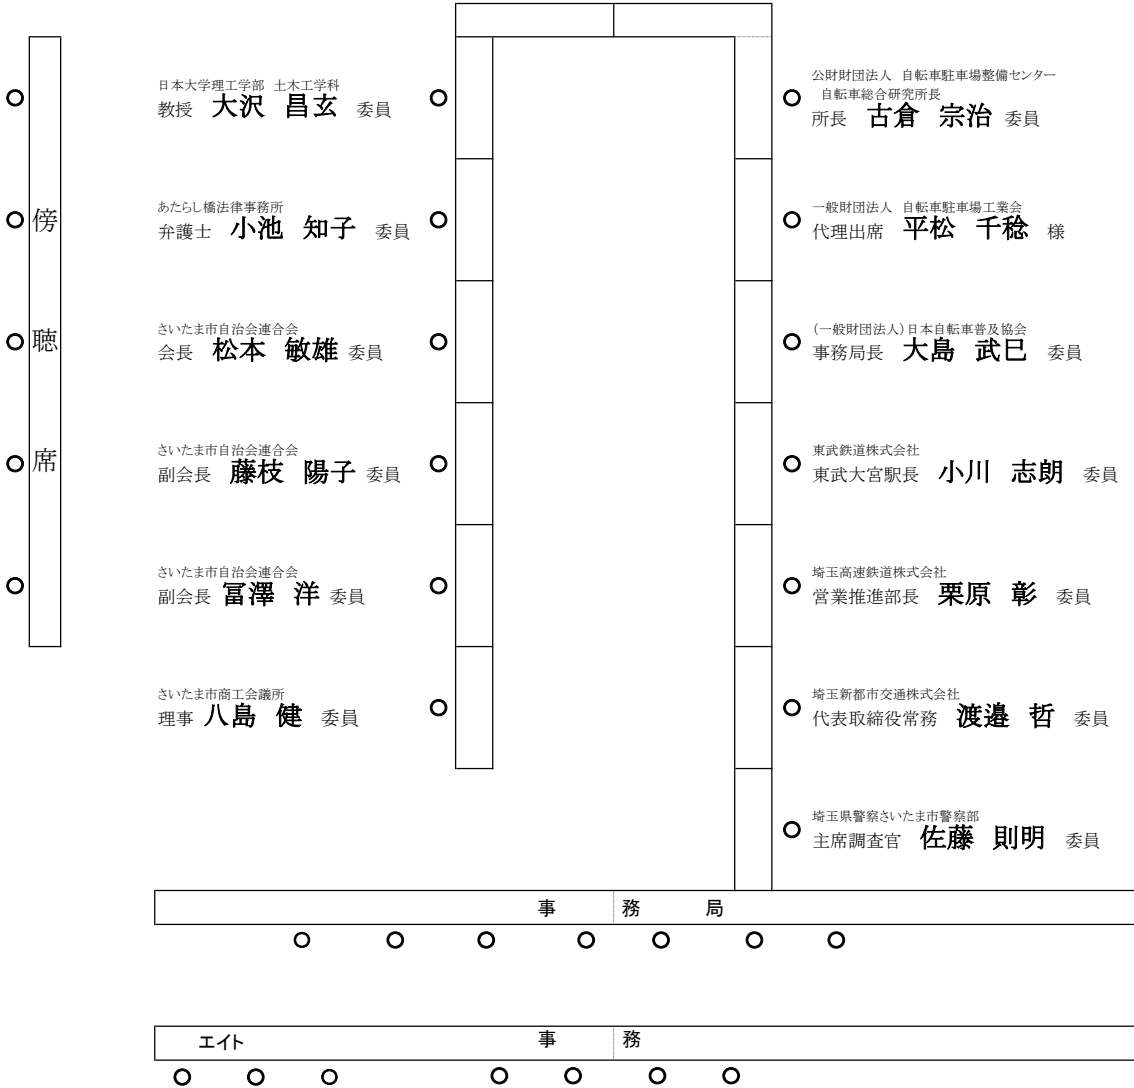 傍
聴
席
日本大学理工学部 土木工学科
教授 大沢 昌玄 委員
あたらし橋法律事務所
弁護士 小池 知子 委員
さいたま市自治会連合会
会長 松本 敏雄 委員
さいたま市自治会連合会
副会長 藤枝 陽子 委員
さいたま市自治会連合会
副会長 冨澤 洋 委員
さいたま市商工会議所
理事 八島 健 委員
公財財団法人 自転車駐車場整備センター
自転車総合研究所長
所長 古倉 宗治 委員
一般財団法人 自転車駐車場工業会
代理出席 平松 千稔 様
(一般財団法人)日本自転車普及協会
事務局長 大島 武巳 委員
東武鉄道株式会社
東武大宮駅長 小川 志朗 委員
埼玉高速鉄道株式会社
営業推進部長 栗原 彰 委員
埼玉新都市交通株式会社
代表取締役常務 渡邉 哲 委員
埼玉県警察さいたま市警察部
主席調査官 佐藤 則明 委員
事 務 局
エイト 事 務